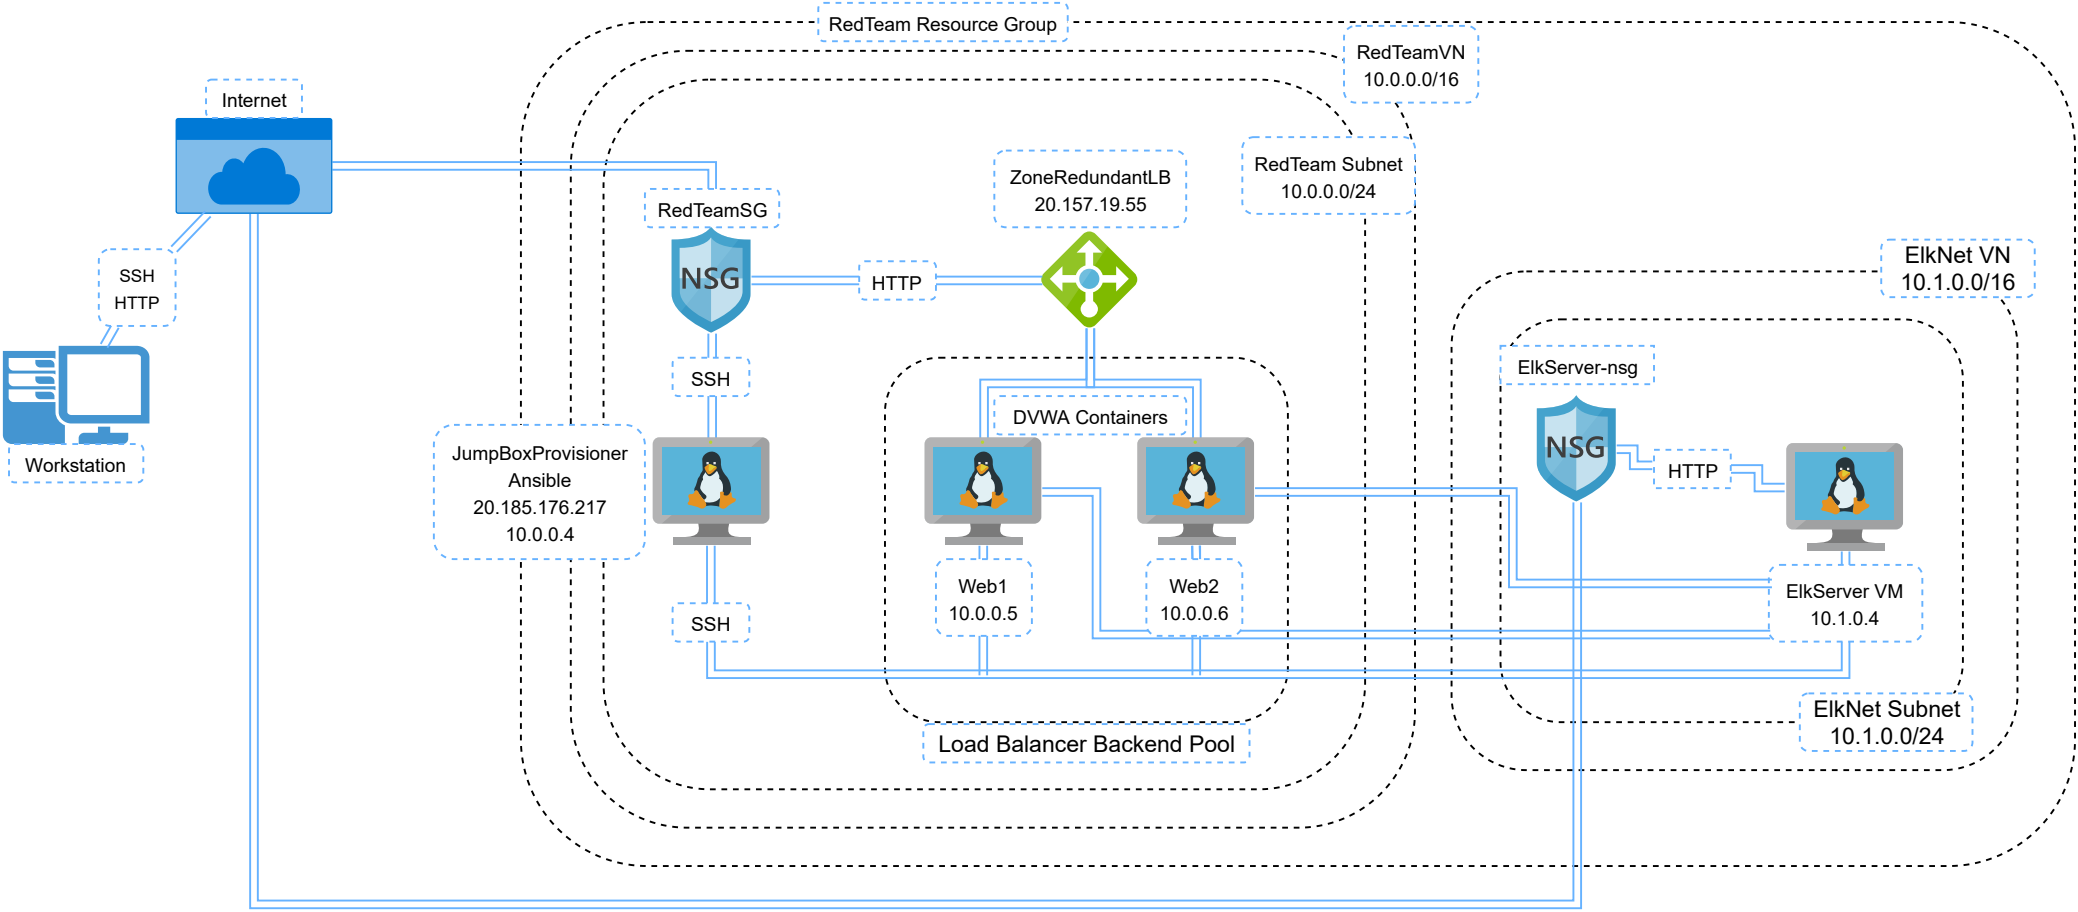 RedTeam Resource Group
RedTeamVN
10.0.0.0/16
Internet
RedTeam Subnet
10.0.0.0/24
ZoneRedundantLB
20.157.19.55
RedTeamSG
NSG
HTTP
SSH
HTTP
ElkNet VN
10.1.0.0/16
SSH
ElkServer-nsg
NSG
HTTP
DVWA Containers
Workstation
JumpBoxProvisioner
Ansible
20.185.176.217
10.0.0.4
Web1
10.0.0.5
Web2
10.0.0.6
ElkServer VM
10.1.0.4
SSH
ElkNet Subnet
10.1.0.0/24
Load Balancer Backend Pool